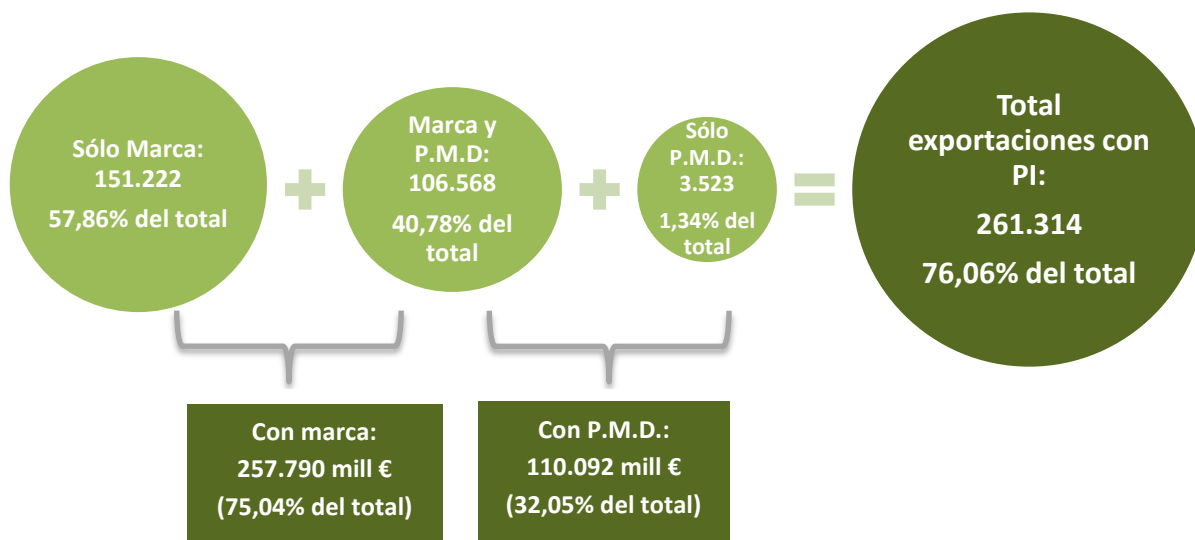 Sólo Marca:
151.222
57,86% del total
Marca y
P.M.D:
106.568
40,78% del
total
Sólo
P.M.D.:
3.523
1,34% del
total
Total
exportaciones con
PI:
261.314
76,06% del total
Con marca:
257.790 mill €
(75,04% del total)
Con P.M.D.:
110.092 mill €
(32,05% del total)